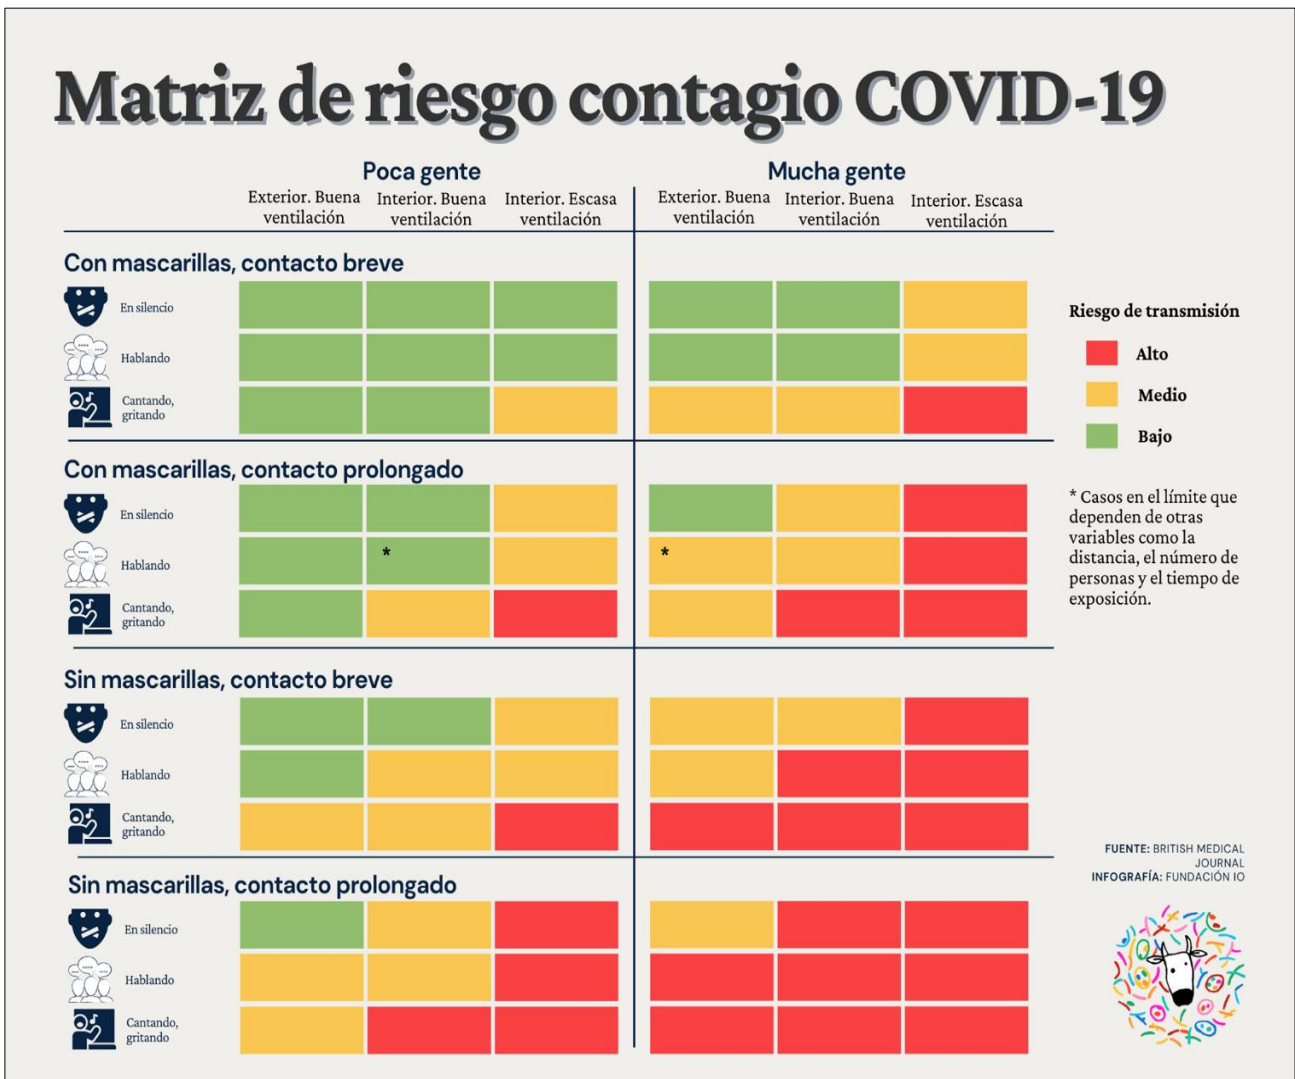 Matriz de riesgo contagio COVID-19
Poca gente
Mucha gente
Exterior. Buena
ventilación
Interior. Buena
ventilación
Interior. Escasa
ventilación
Exterior. Buena
ventilación
Interior. Buena
ventilación
Interior. Escasa
ventilación
Con mascarillas, contacto breve
En silencio
Hablando
Cantando,
gritando
Con mascarillas, contacto prolongado
En silencio
Hablando
*
*
Cantando,
gritando
Sin mascarillas, contacto breve
En silencio
Hablando
Cantando,
gritando
Sin mascarillas, contacto prolongado
En silencio
Hablando
Cantando,
gritando
Riesgo de transmisión
Alto
Medio
Bajo
* Casos en el límite que
dependen de otras
variables como la
distancia, el número de
personas y el tiempo de
exposición.
FUENTE: BRITISH MEDICAL
JOURNAL
INFOGRAFÍA: FUNDACIÓN IO